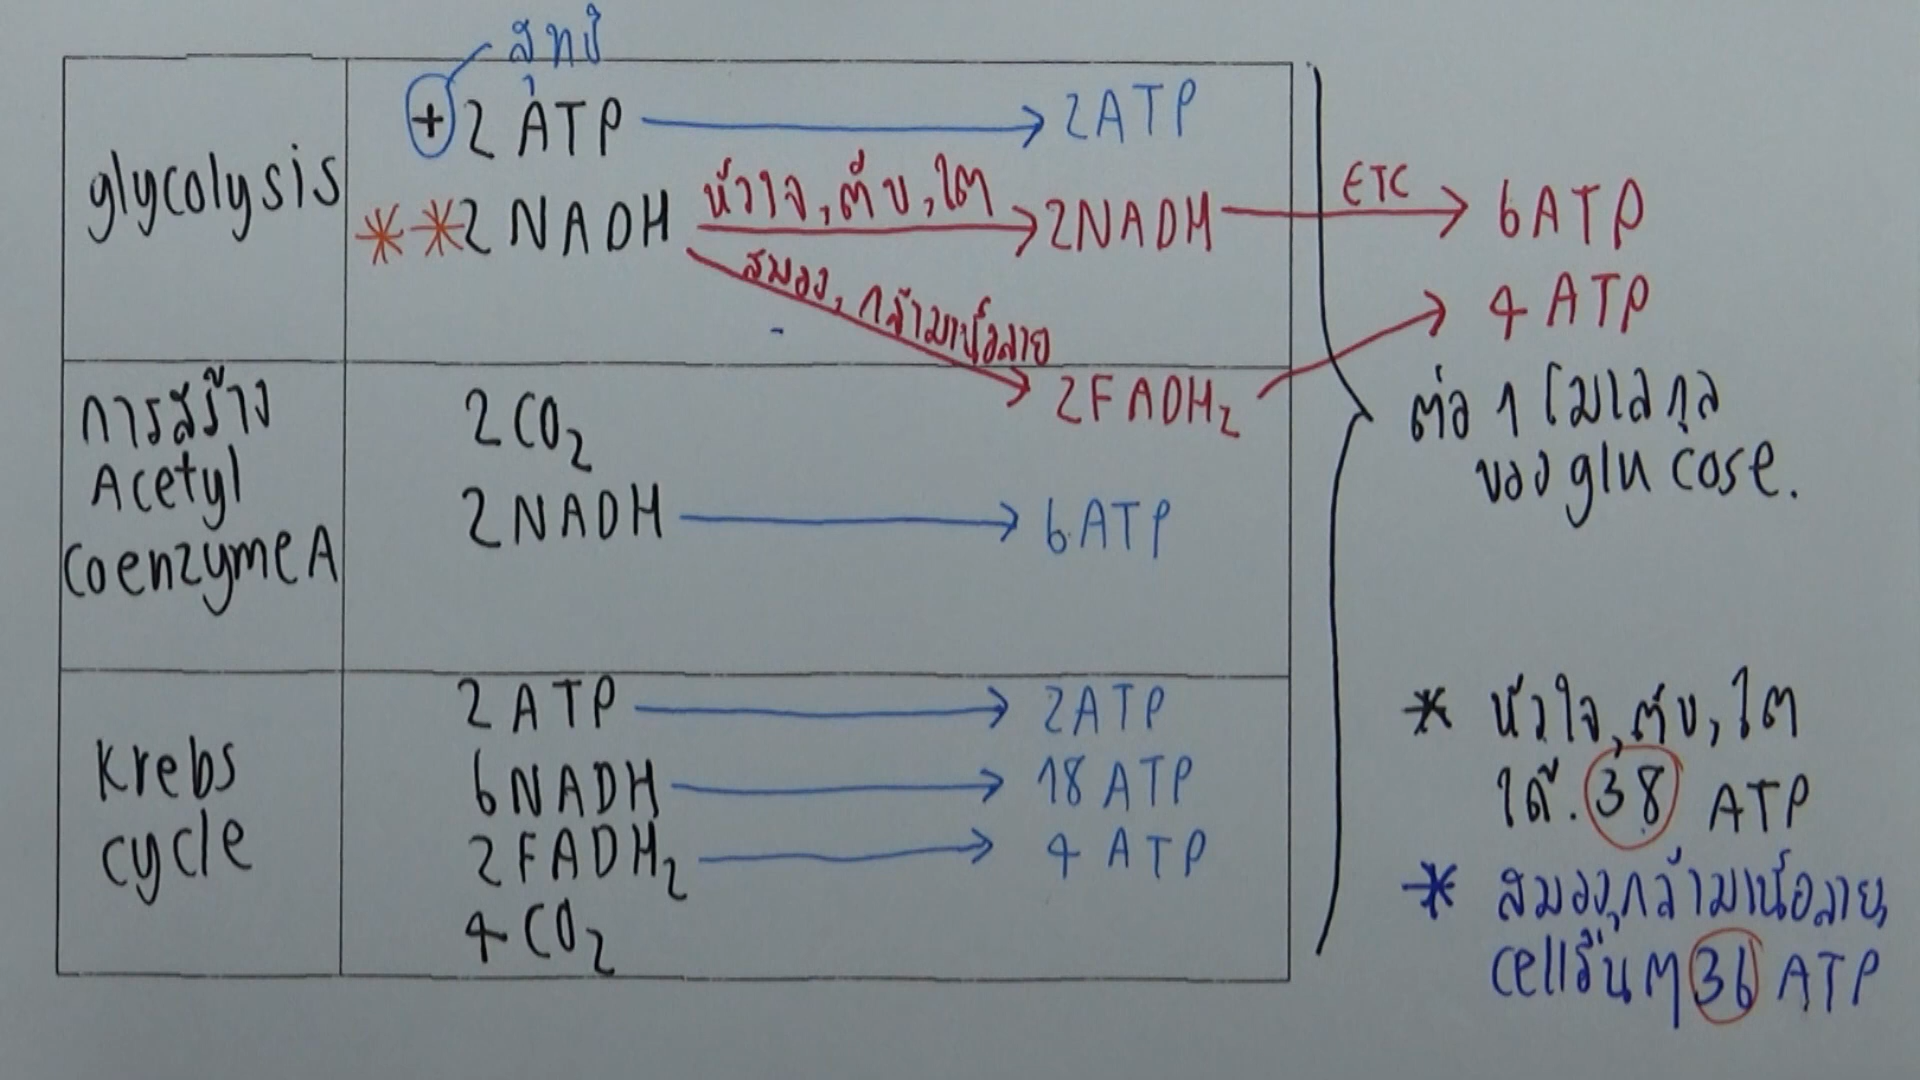 สุทธิ
glycolysis
+2 ATP → 2ATP
**2 NADH หัวใจ,ตับ,ไต → 2NADH ETC → 6ATP
สมอง, กล้ามเนื้อลาย → 2FADH₂ → 4 ATP
ต่อ 1 โมเลกุล
ของ glucose.
การสร้าง
Acetyl
CoenzymeA
2CO₂
2NADH → 6ATP
Krebs
cycle
2 ATP → 2ATP
6NADH → 18 ATP
2FADH₂ → 4 ATP
4CO₂
* หัวใจ,ตับ,ไต
ได้. 38 ATP
* สมอง,กล้ามเนื้อลาย,
cellอื่นๆ 36 ATP